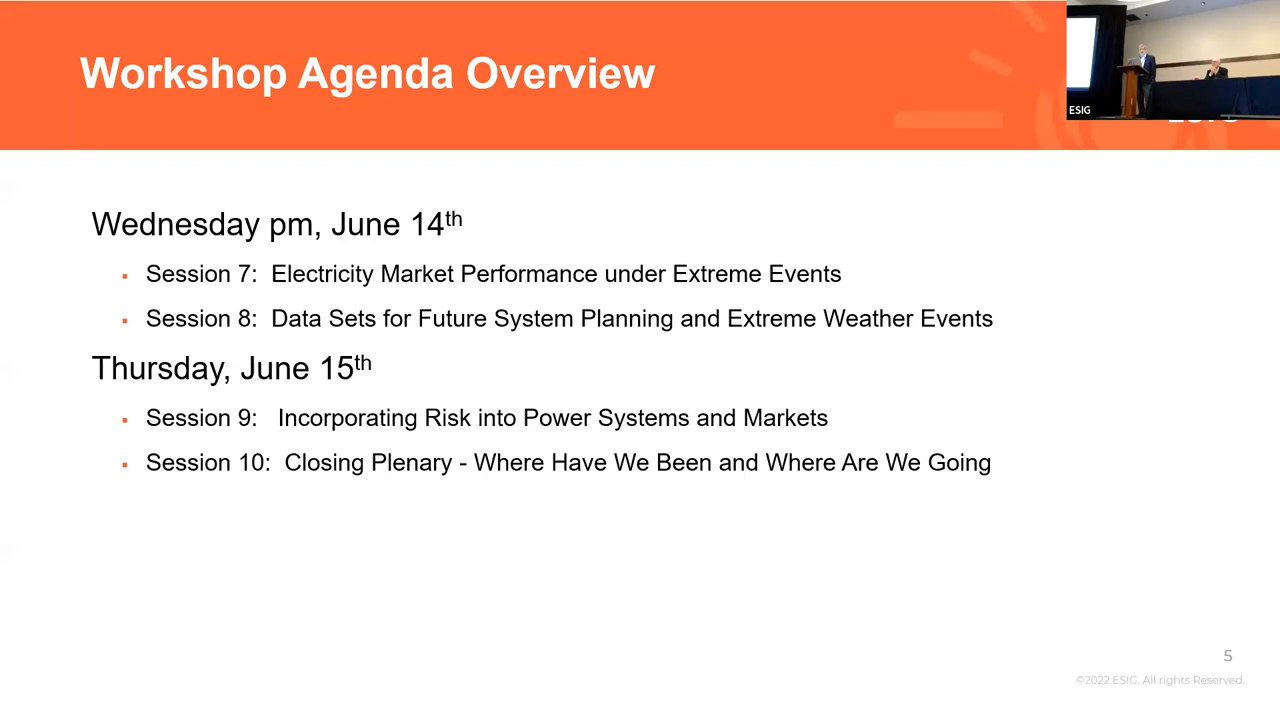 Workshop Agenda Overview
ESIG
Wednesday pm, June 14th
▪ Session 7: Electricity Market Performance under Extreme Events
▪ Session 8: Data Sets for Future System Planning and Extreme Weather Events
Thursday, June 15th
▪ Session 9: Incorporating Risk into Power Systems and Markets
▪ Session 10: Closing Plenary - Where Have We Been and Where Are We Going
5
©2022 ESIG. All rights Reserved.